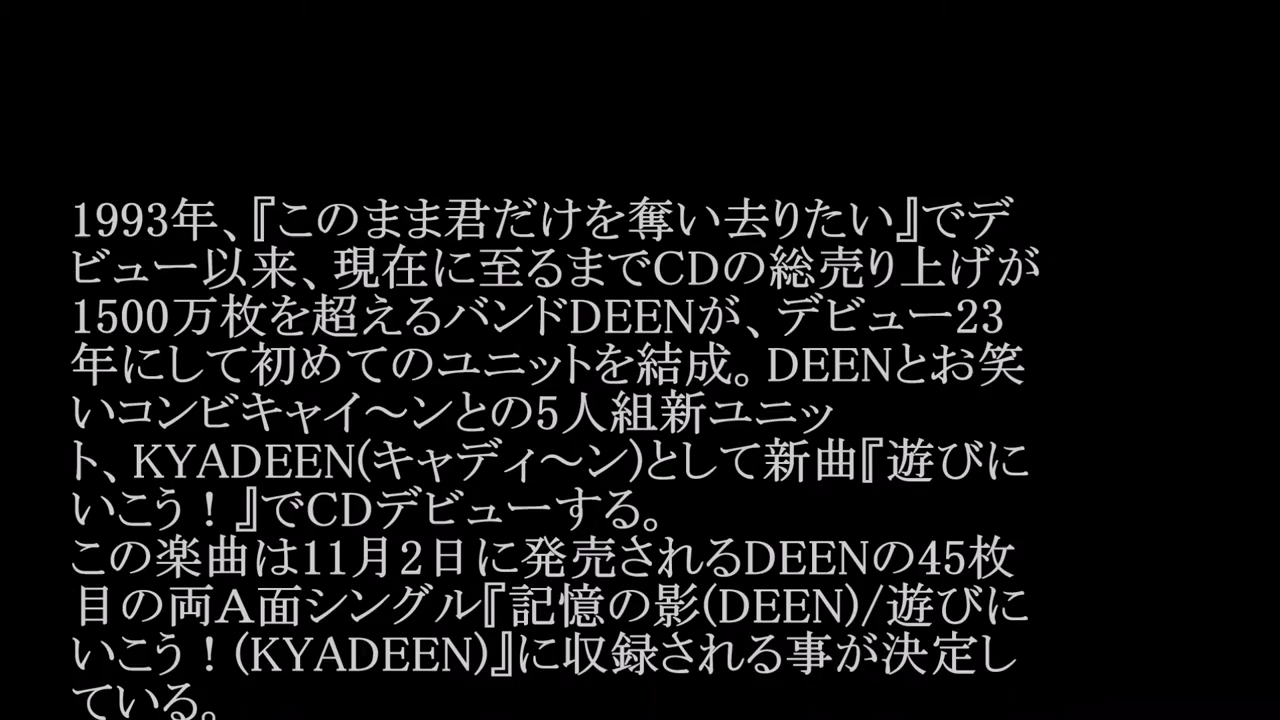 1993年、『このまま君だけを奪い去りたい』でデ
ビュー以来、現在に至るまでCDの総売り上げが
1500万枚を超えるバンドDEENが、デビュー23
年にして初めてのユニットを結成。DEENとお笑
いコンビキャイ〜ンとの5人組新ユニッ
ト、KYADEEN(キャディ〜ン)として新曲『遊びに
いこう！』でCDデビューする。
この楽曲は11月2日に発売されるDEENの45枚
目の両Ａ面シングル『記憶の影(DEEN)/遊びに
いこう！(KYADEEN)』に収録される事が決定し
ている。